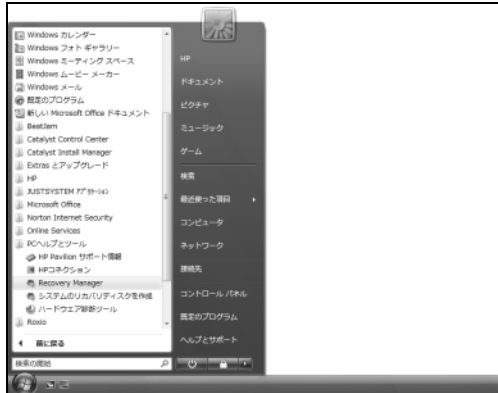 Windows カレンダー
Windows フォト ギャラリー
Windows ミーティング スペース
Windows ムービー メーカー
Windows メール
既定のプログラム
新しい Microsoft Office ドキュメント
BeatJam
Catalyst Control Center
Catalyst Install Manager
Extras とアップグレード
HP
JUSTSYSTEM ｱﾌﾟﾘｹｰｼｮﾝ
Microsoft Office
Norton Internet Security
Online Services
PCヘルプとツール
HP Pavilion サポート情報
HPコネクション
Recovery Manager
システムのリカバリディスクを作成
ハードウエア診断ツール
Roxio
前に戻る
検索の開始
HP
ドキュメント
ピクチャ
ミュージック
ゲーム
検索
最近使った項目
コンピュータ
ネットワーク
接続先
コントロール パネル
既定のプログラム
ヘルプとサポート